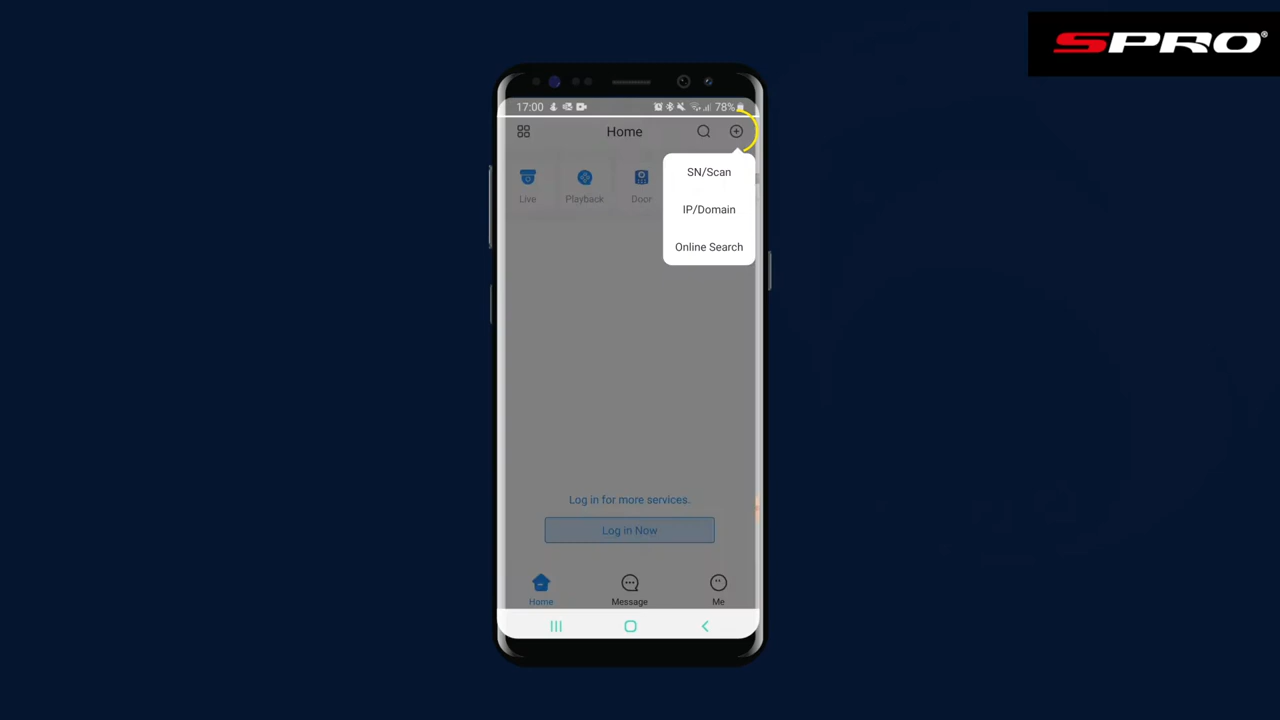 SPRO®
17:00
78%
Home
SN/Scan
IP/Domain
Online Search
Live
Playback
Door
Log in for more services.
Log in Now
Home
Message
Me